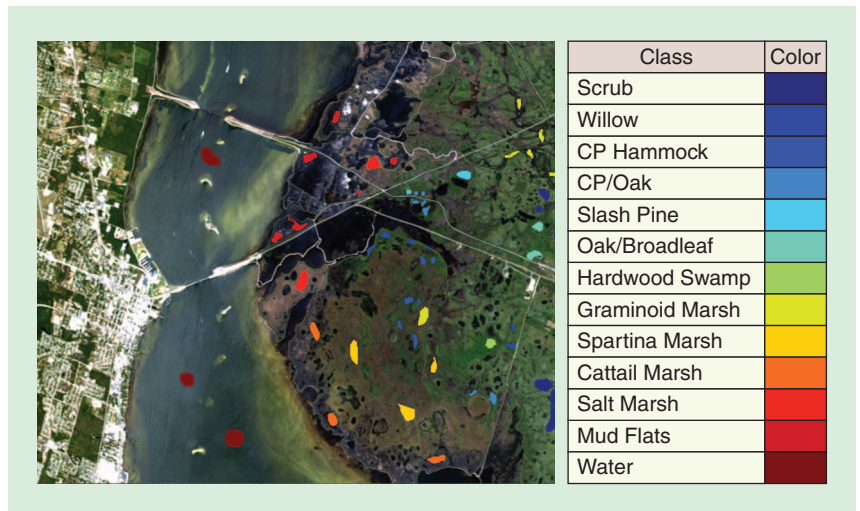 Class Color
Scrub
Willow
CP Hammock
CP/Oak
Slash Pine
Oak/Broadleaf
Hardwood Swamp
Graminoid Marsh
Spartina Marsh
Cattail Marsh
Salt Marsh
Mud Flats
Water